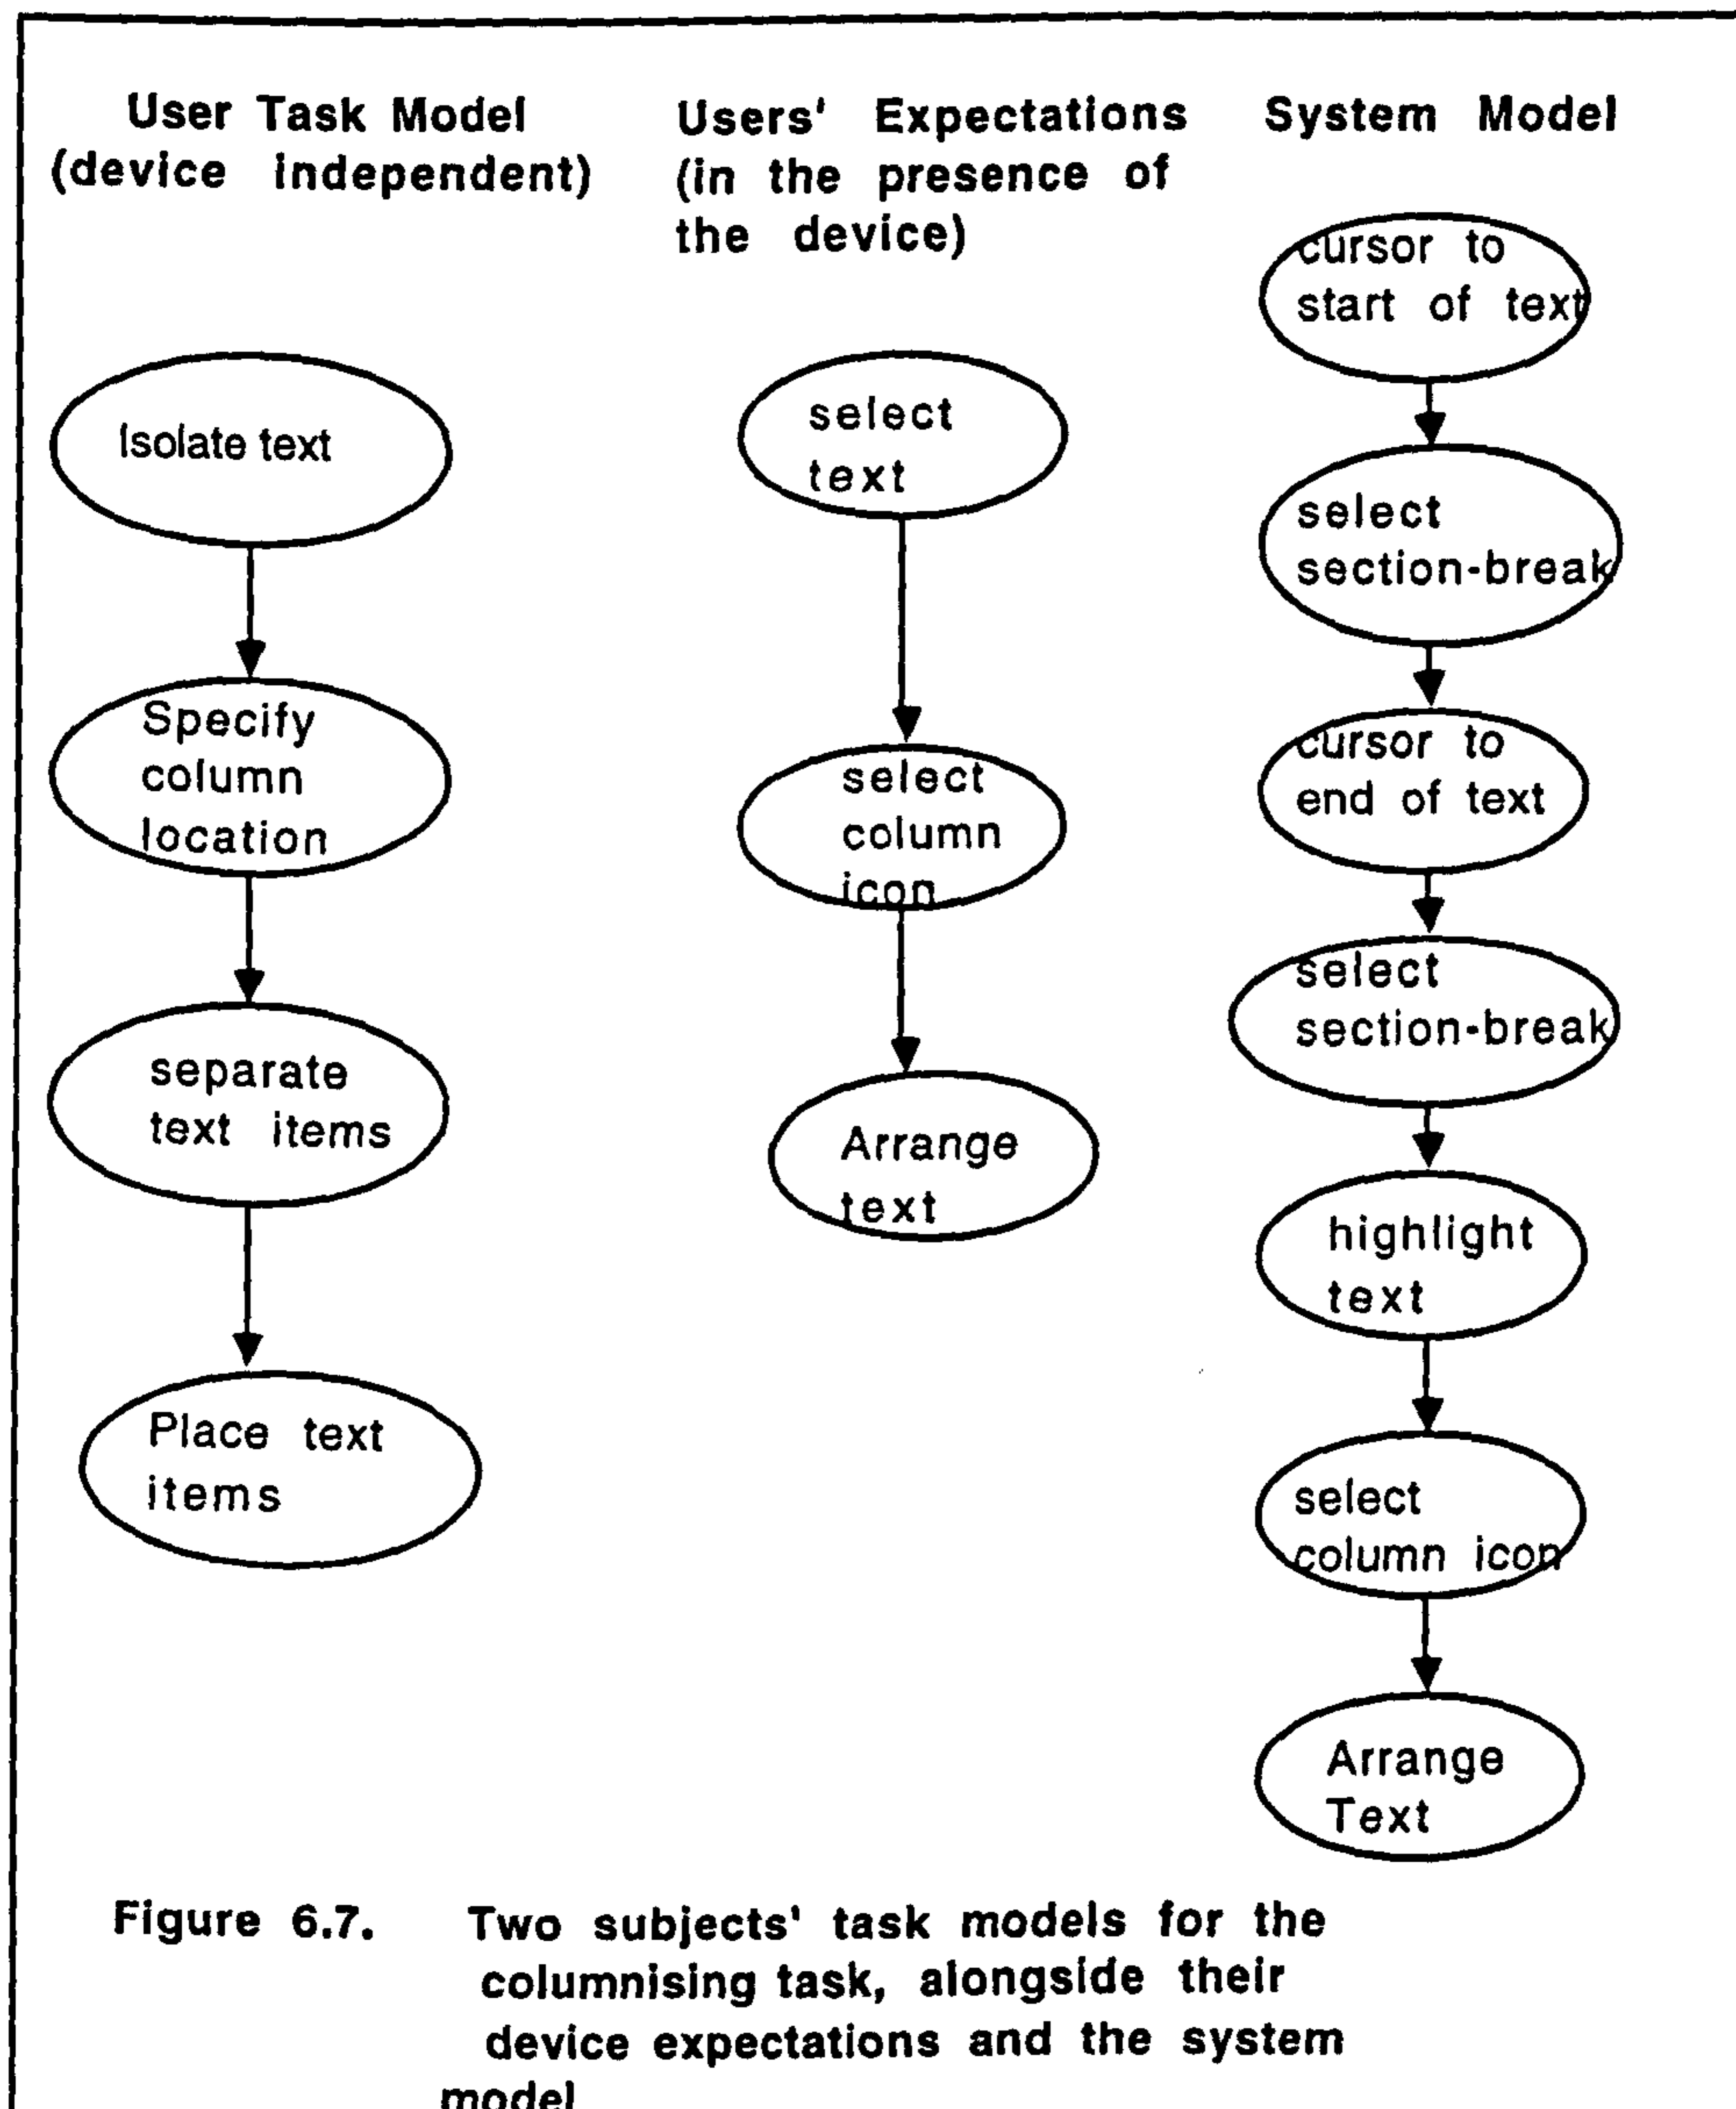 User Task Model
(device independent)
Users' Expectations
(in the presence of
the device)
System Model
Isolate text
Specify
column
location
separate
text items
Place text
items
select
text
select
column
icon
Arrange
text
cursor to
start of text
select
section-break
cursor to
end of text
select
section-break
highlight
text
select
column icon
Arrange
Text
Figure 6.7. Two subjects' task models for the
columnising task, alongside their
device expectations and the system
model